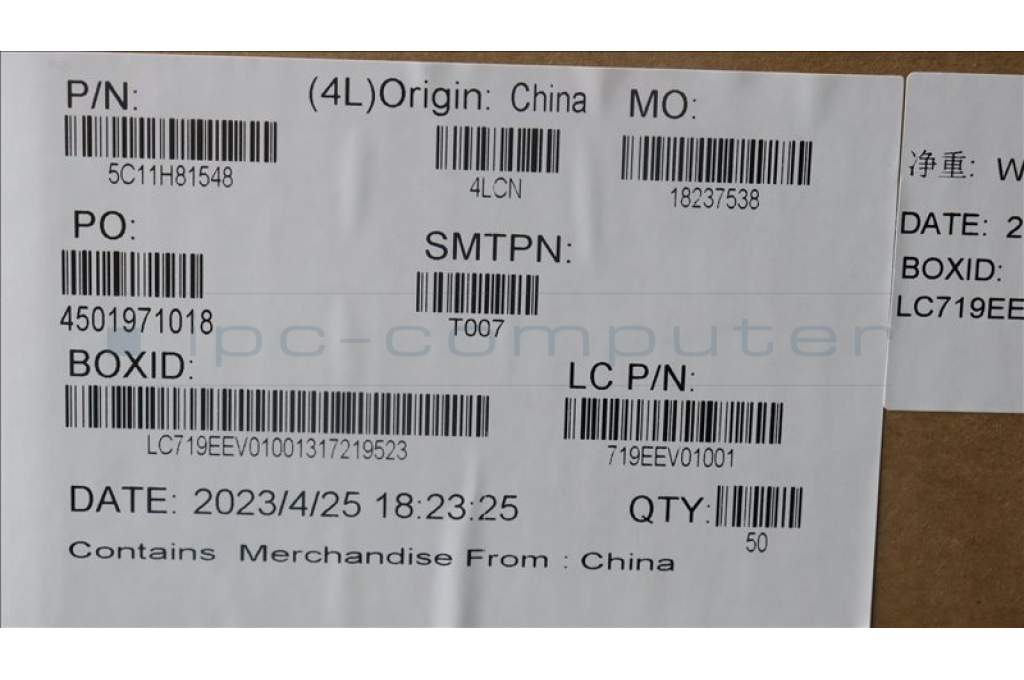 P/N: (4L)Origin: China MO:
5C11H81548 4LCN 18237538
PO: SMTPN:
4501971018 T007
BOXID: LC P/N:
LC719EEV01001317219523 719EEV01001
DATE: 2023/4/25 18:23:25 QTY: 50
Contains Merchandise From : China
净重: W
DATE: 2
BOXID:
LC719EE
ipc-computer